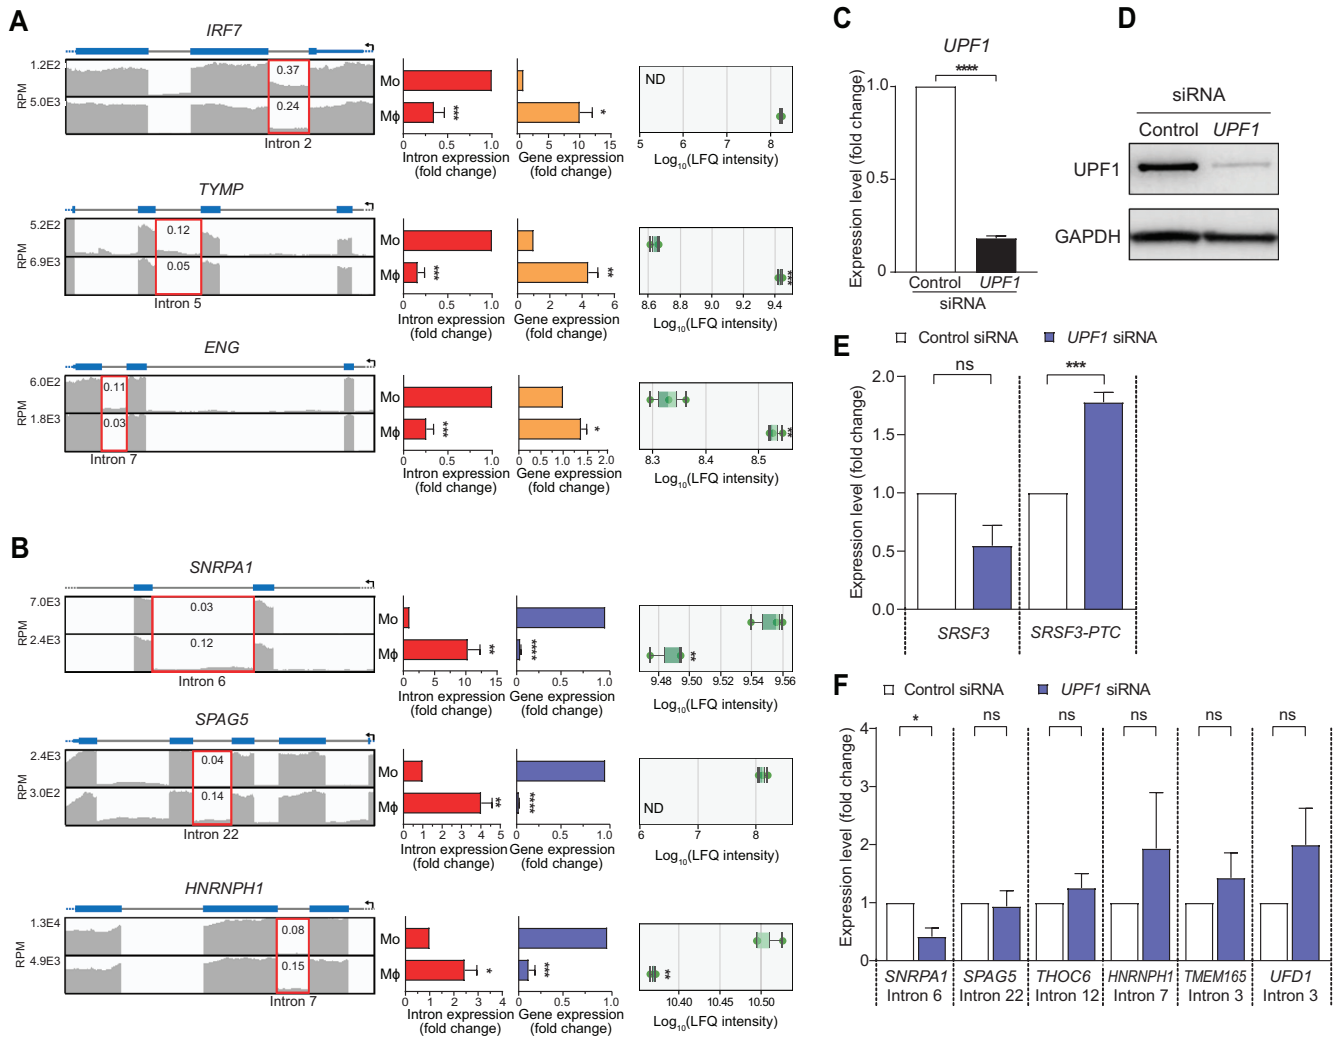 A
IRF7
1.2E2
5.0E3
RPM
0.37
0.24
Intron 2
Mo
Mϕ
***
0 0.5 1.0
Intron expression
(fold change)
*
0 5 10 15
Gene expression
(fold change)
ND
5 6 7 8
Log10(LFQ intensity)
TYMP
5.2E2
6.9E3
RPM
0.12
0.05
Intron 5
Mo
Mϕ
***
0 0.5 1.0
Intron expression
(fold change)
**
0 2 4 6
Gene expression
(fold change)
***
8.6 8.8 9.0 9.2 9.4
Log10(LFQ intensity)
ENG
6.0E2
1.8E3
RPM
0.11
0.03
Intron 7
Mo
Mϕ
***
0 0.5 1.0
Intron expression
(fold change)
*
0 0.5 1.0 1.5 2.0
Gene expression
(fold change)
**
8.3 8.4 8.5
Log10(LFQ intensity)
B
SNRPA1
7.0E3
2.4E3
RPM
0.03
0.12
Intron 6
Mo
Mϕ
**
0 5 10 15
Intron expression
(fold change)
****
0 0.5 1.0
Gene expression
(fold change)
**
9.48 9.50 9.52 9.54 9.56
Log10(LFQ intensity)
SPAG5
2.4E3
3.0E2
RPM
0.04
0.14
Intron 22
Mo
Mϕ
**
0 1 2 3 4 5
Intron expression
(fold change)
****
0 0.5 1.0
Gene expression
(fold change)
ND
6 7 8
Log10(LFQ intensity)
HNRNPH1
1.3E4
4.9E3
RPM
0.08
0.15
Intron 7
Mo
Mϕ
*
0 1 2 3 4
Intron expression
(fold change)
***
0 0.5 1.0
Gene expression
(fold change)
**
10.40 10.45 10.50
Log10(LFQ intensity)
C
UPF1
****
Expression level (fold change)
1.0
0.5
0
Control UPF1
siRNA
D
siRNA
Control UPF1
UPF1
GAPDH
E
Control siRNA UPF1 siRNA
Expression level (fold change)
2.0
1.5
1.0
0.5
0.0
ns ***
SRSF3 SRSF3-PTC
F
Control siRNA UPF1 siRNA
Expression level (fold change)
4
3
2
1
0
* ns ns ns ns ns
SNRPA1 SPAG5 THOC6 HNRNPH1 TMEM165 UFD1
Intron 6 Intron 22 Intron 12 Intron 7 Intron 3 Intron 3